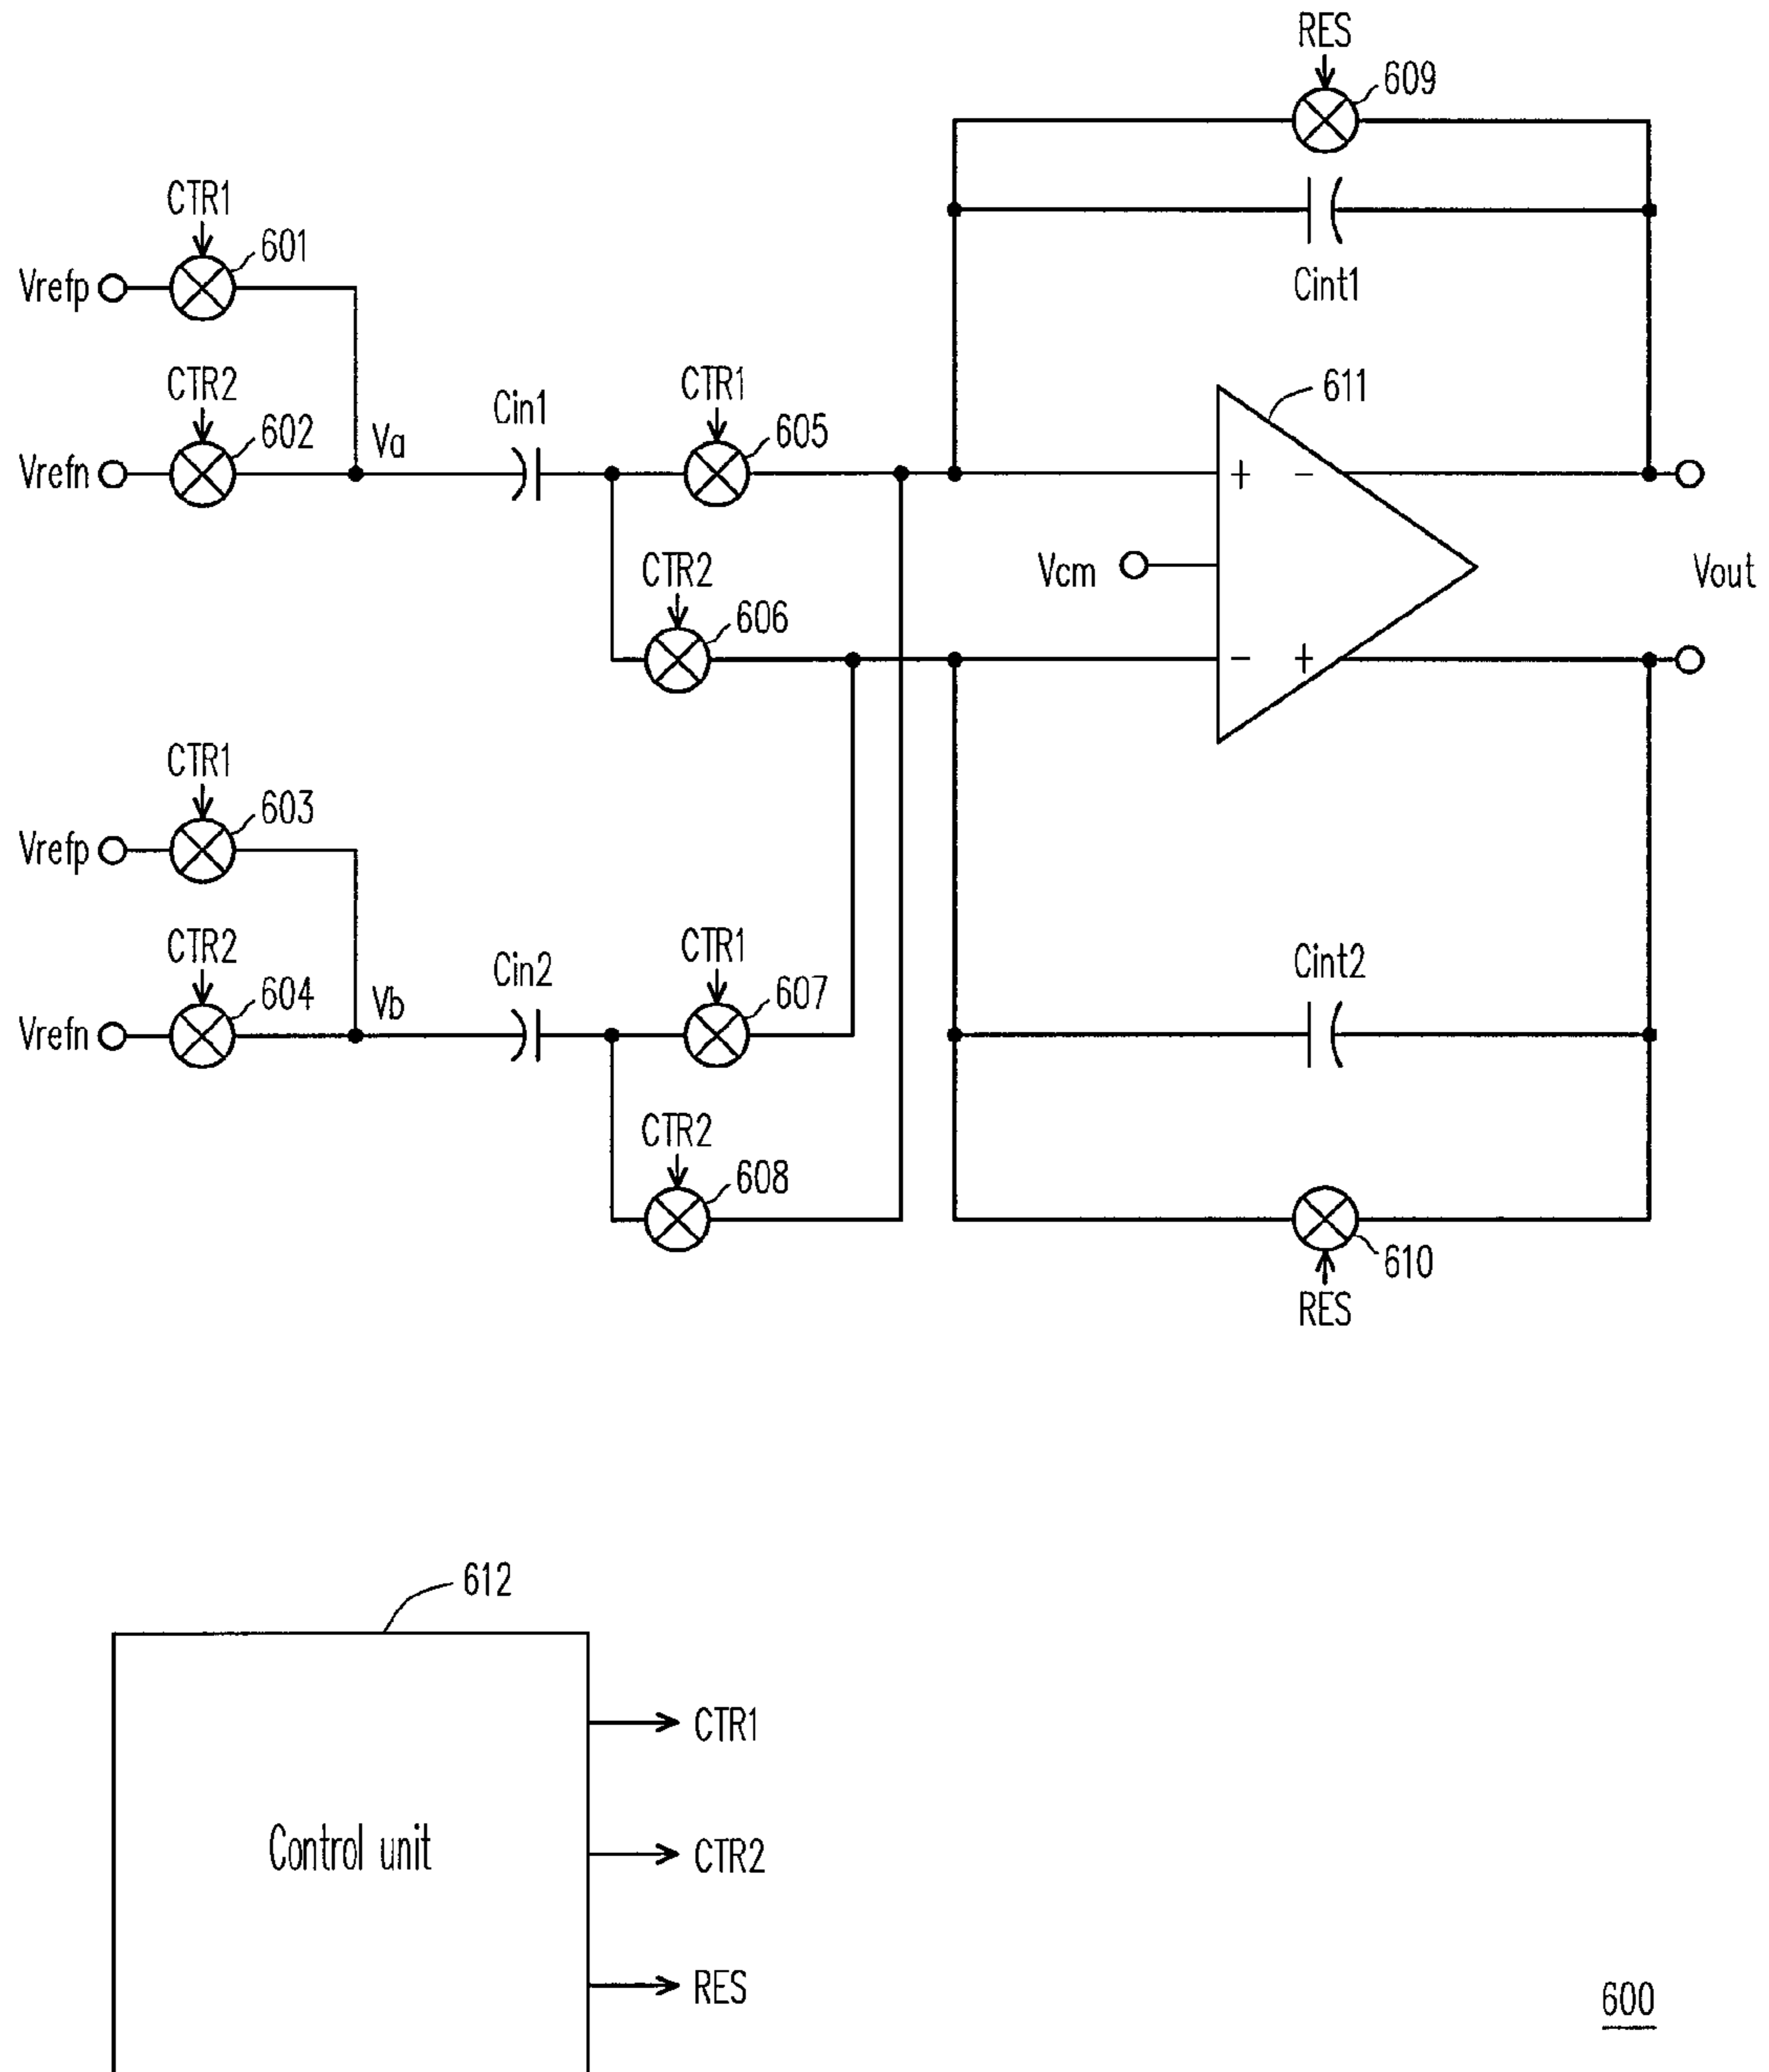 RES
609
CTR1
601
Vrefp
Cint1
CTR2
602
Vrefn
Va
Cin1
CTR1
605
611
+
−
Vcm
Vout
CTR2
606
−
+
CTR1
603
Vrefp
CTR2
604
Vrefn
Vb
Cin2
CTR1
607
Cint2
CTR2
608
610
RES
612
Control unit
CTR1
CTR2
RES
600